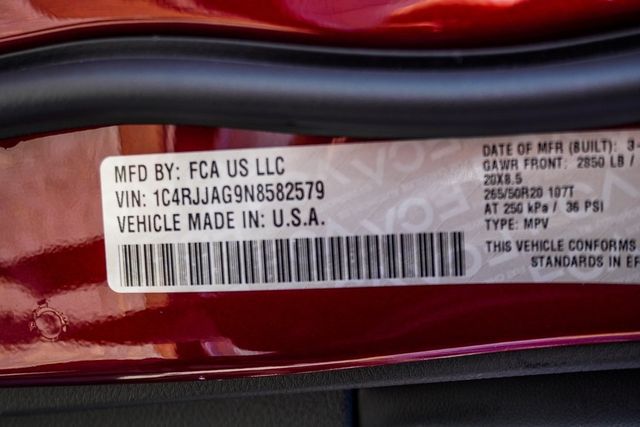 MFD BY: FCA US LLC
VIN: 1C4RJJAG9N8582579
VEHICLE MADE IN: U.S.A.
DATE OF MFR (BUILT): 3-
GAWR FRONT: 2850 LB /
20X8.5
265/50R20 107T
AT 250 kPa / 36 PSI
TYPE: MPV
THIS VEHICLE CONFORMS
STANDARDS IN EF